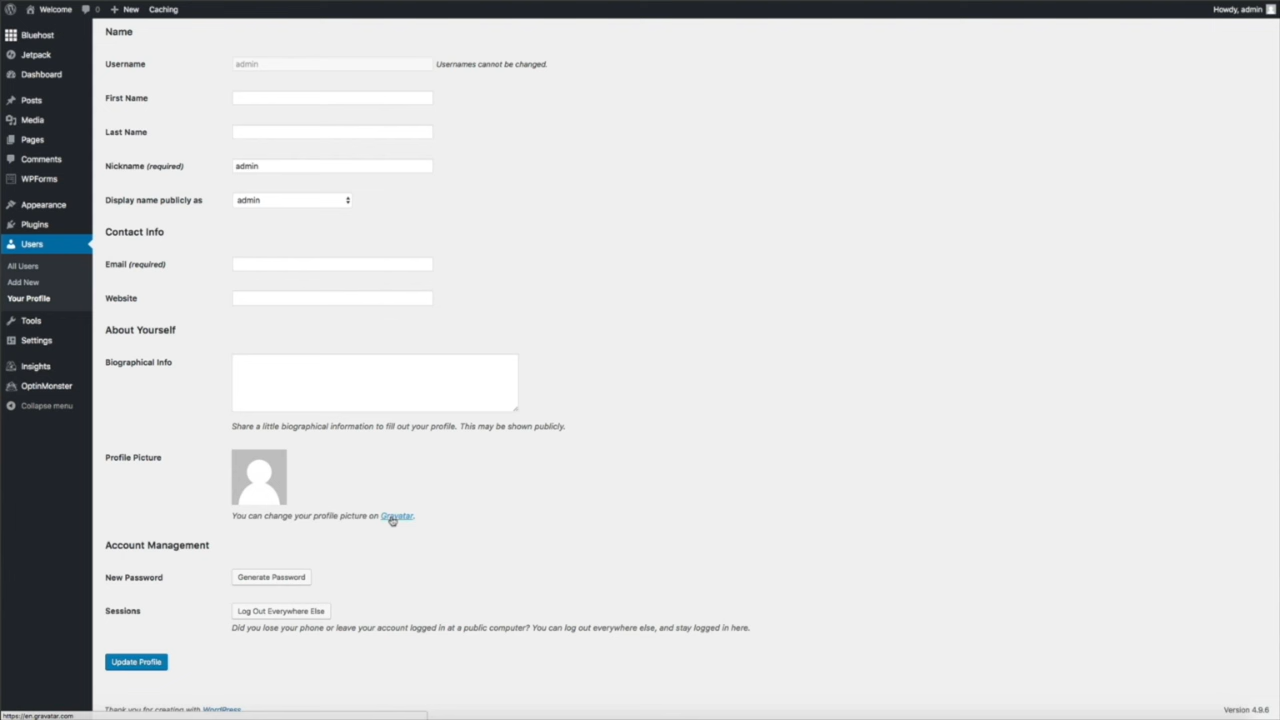 Welcome 0 New Caching Howdy, admin
Bluehost
Jetpack
Dashboard
Posts
Media
Pages
Comments
WPForms
Appearance
Plugins
Users
All Users
Add New
Your Profile
Tools
Settings
Insights
OptinMonster
Collapse menu
Name
Username admin Usernames cannot be changed.
First Name
Last Name
Nickname (required) admin
Display name publicly as admin
Contact Info
Email (required)
Website
About Yourself
Biographical Info
Share a little biographical information to fill out your profile. This may be shown publicly.
Profile Picture
You can change your profile picture on Gravatar.
Account Management
New Password Generate Password
Sessions Log Out Everywhere Else
Did you lose your phone or leave your account logged in at a public computer? You can log out everywhere else, and stay logged in here.
Update Profile
Thank you for creating with WordPress. Version 4.9.6
https://en.gravatar.com